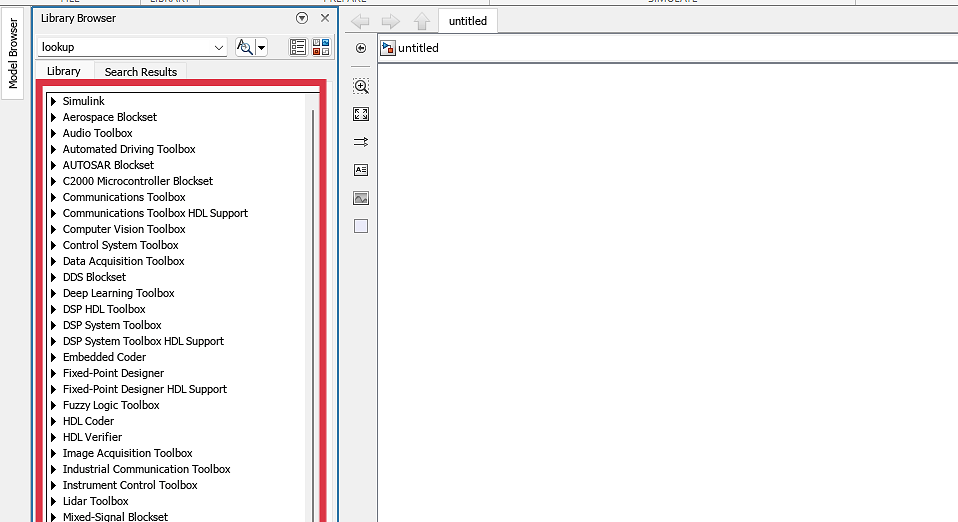 FILE LIBRARY PREPARE SIMULATE
Model Browser
Library Browser
untitled
lookup
untitled
Library Search Results
Simulink
Aerospace Blockset
Audio Toolbox
Automated Driving Toolbox
AUTOSAR Blockset
C2000 Microcontroller Blockset
Communications Toolbox
Communications Toolbox HDL Support
Computer Vision Toolbox
Control System Toolbox
Data Acquisition Toolbox
DDS Blockset
Deep Learning Toolbox
DSP HDL Toolbox
DSP System Toolbox
DSP System Toolbox HDL Support
Embedded Coder
Fixed-Point Designer
Fixed-Point Designer HDL Support
Fuzzy Logic Toolbox
HDL Coder
HDL Verifier
Image Acquisition Toolbox
Industrial Communication Toolbox
Instrument Control Toolbox
Lidar Toolbox
Mixed-Signal Blockset